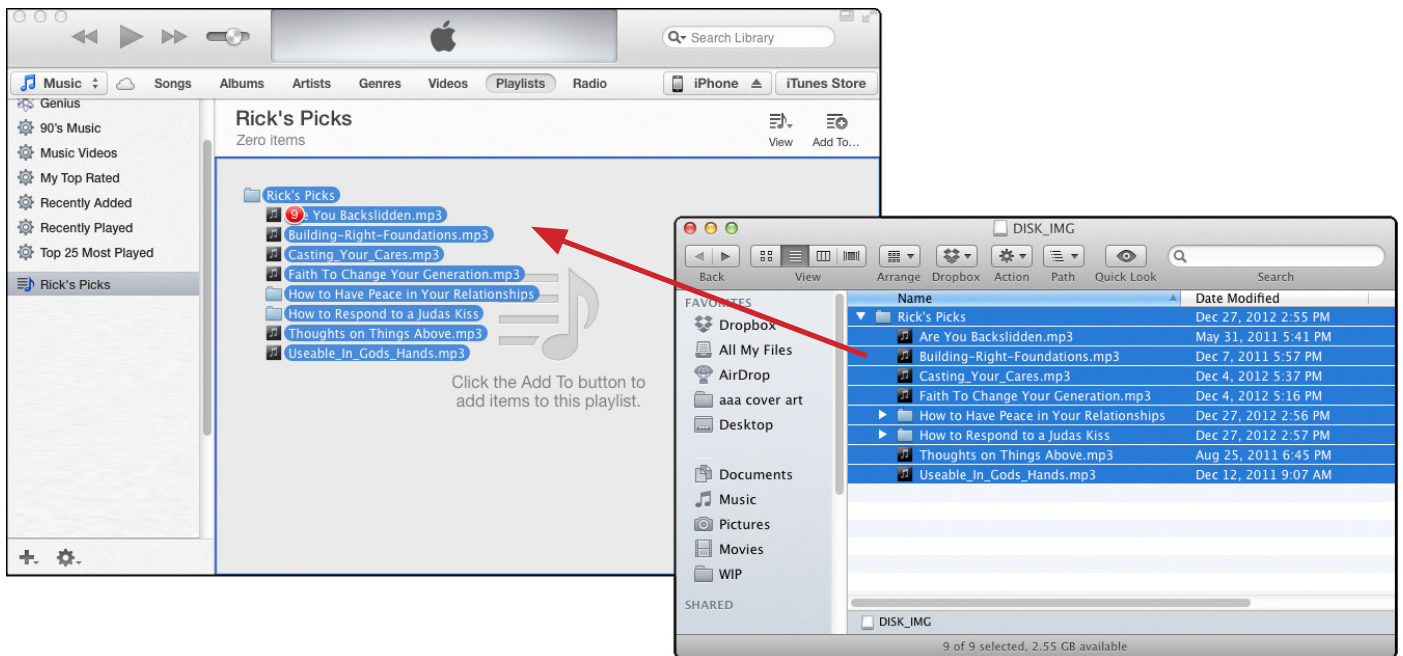 Search Library
Music
Songs
Albums
Artists
Genres
Videos
Playlists
Radio
iPhone
iTunes Store
Genius
90's Music
Music Videos
My Top Rated
Recently Added
Recently Played
Top 25 Most Played
Rick's Picks
Rick's Picks
Zero items
View
Add To...
Rick's Picks
9
e You Backslidden.mp3
Building-Right-Foundations.mp3
Casting_Your_Cares.mp3
Faith To Change Your Generation.mp3
How to Have Peace in Your Relationships
How to Respond to a Judas Kiss
Thoughts on Things Above.mp3
Useable_In_Gods_Hands.mp3
Click the Add To button to
add items to this playlist.
DISK_IMG
Back
View
Arrange
Dropbox
Action
Path
Quick Look
Search
FAVORITES
Dropbox
All My Files
AirDrop
aaa cover art
Desktop
Documents
Music
Pictures
Movies
WIP
SHARED
Name Date Modified
Rick's Picks Dec 27, 2012 2:55 PM
Are You Backslidden.mp3 May 31, 2011 5:41 PM
Building-Right-Foundations.mp3 Dec 7, 2011 5:57 PM
Casting_Your_Cares.mp3 Dec 4, 2012 5:37 PM
Faith To Change Your Generation.mp3 Dec 4, 2012 5:16 PM
How to Have Peace in Your Relationships Dec 27, 2012 2:56 PM
How to Respond to a Judas Kiss Dec 27, 2012 2:57 PM
Thoughts on Things Above.mp3 Aug 25, 2011 6:45 PM
Useable_In_Gods_Hands.mp3 Dec 12, 2011 9:07 AM
DISK_IMG
9 of 9 selected, 2.55 GB available